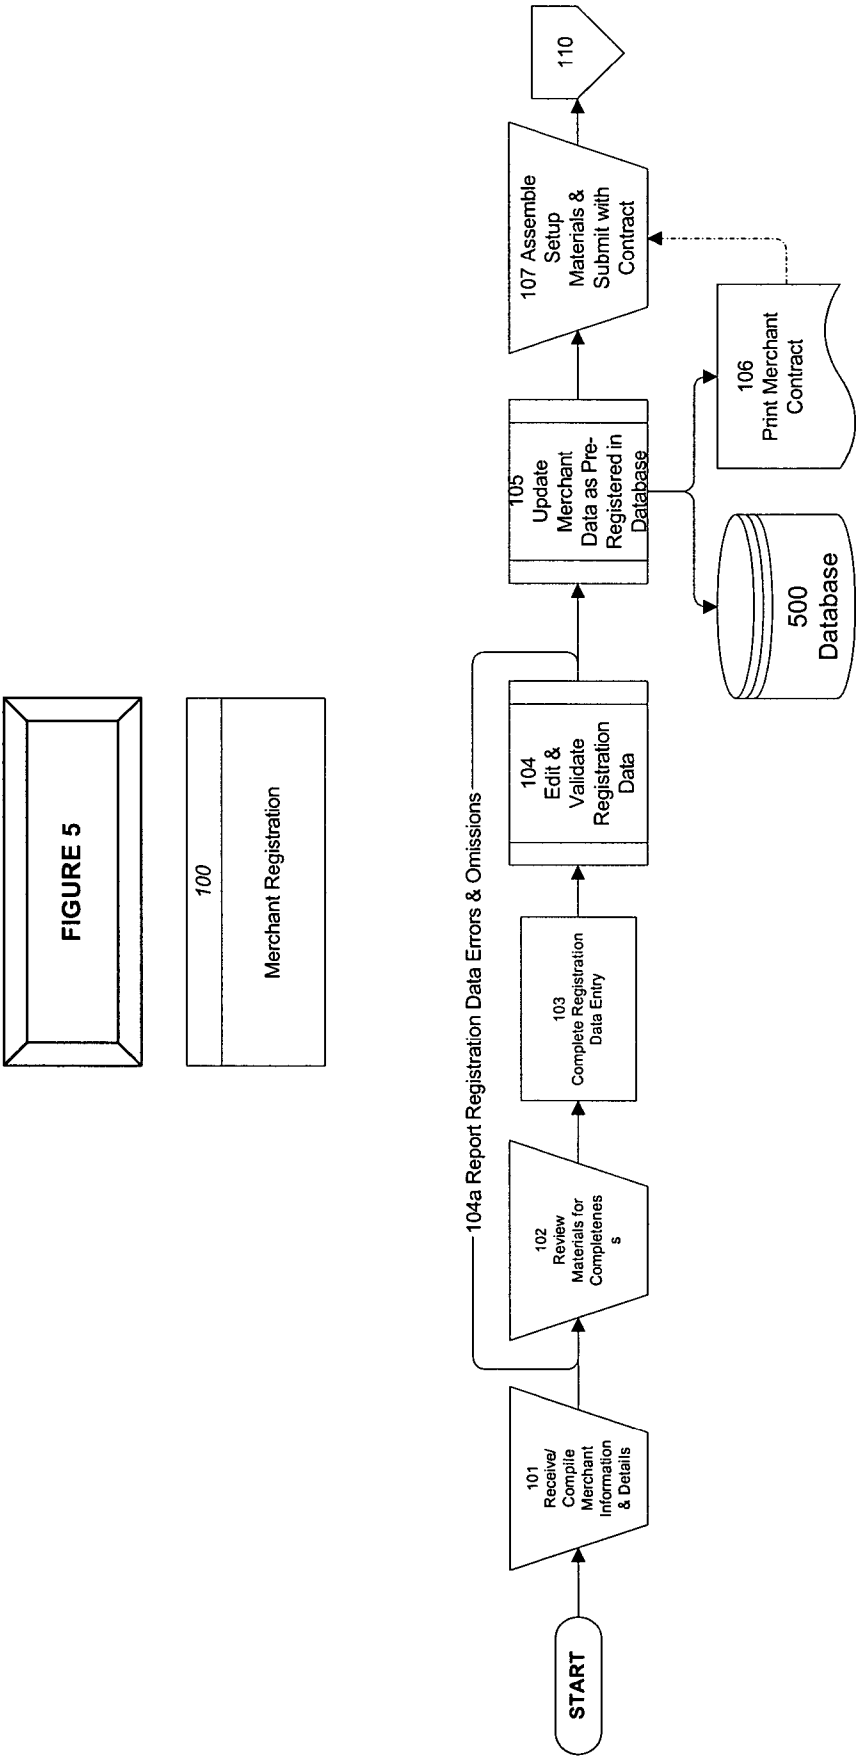 FIGURE 5
100
Merchant Registration
104a Report Registration Data Errors & Omissions
START
101
Receive/
Compile
Merchant
Information
& Details
102
Review
Materials for
Completenes
s
103
Complete Registration
Data Entry
104
Edit &
Validate
Registration
Data
105
Update
Merchant
Data as Pre-
Registered in
Database
107 Assemble
Setup
Materials &
Submit with
Contract
110
500
Database
106
Print Merchant
Contract